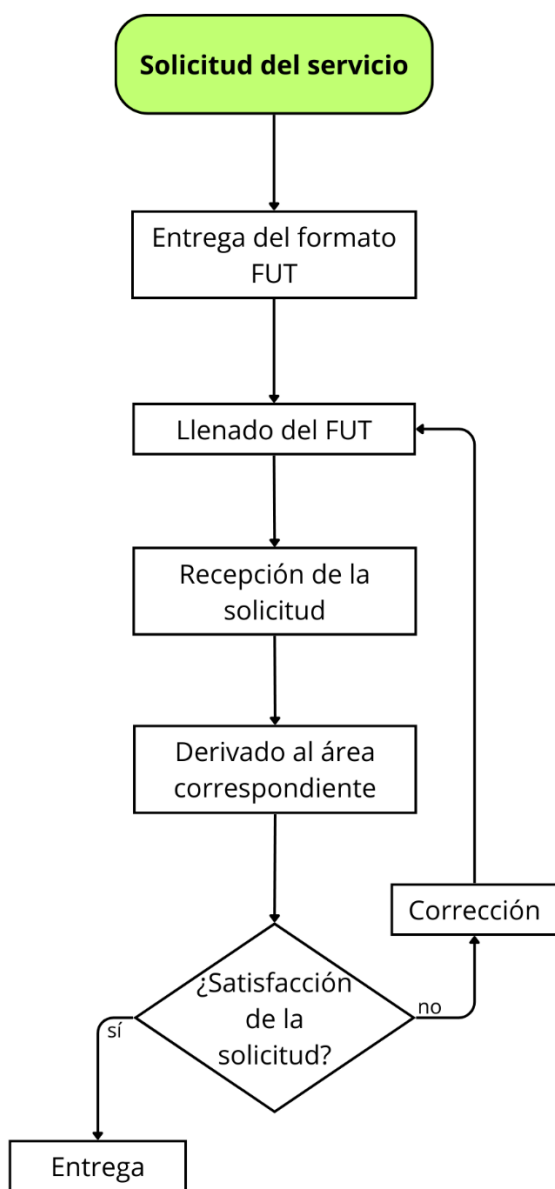 Solicitud del servicio
Entrega del formato
FUT
Llenado del FUT
Recepción de la
solicitud
Derivado al área
correspondiente
Corrección
¿Satisfacción
de la
solicitud?
no
sí
Entrega